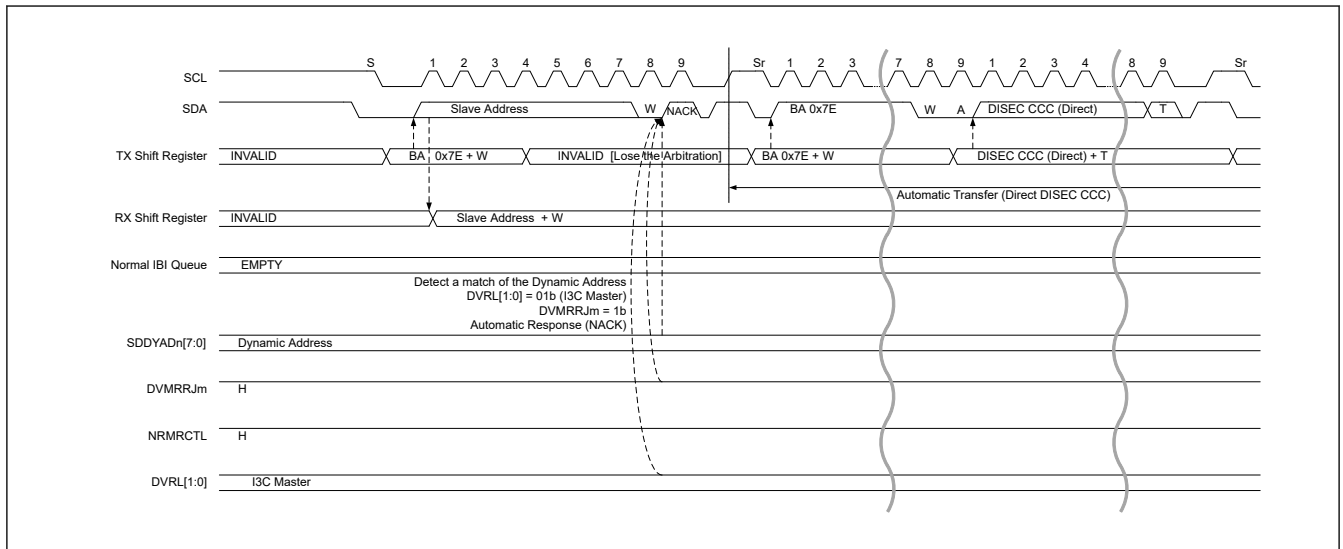 S 1 2 3 4 5 6 7 8 9 Sr 1 2 3 7 8 9 1 2 3 4 8 9 Sr
SCL
SDA Slave Address W NACK BA 0x7E W A DISEC CCC (Direct) T
TX Shift Register INVALID BA 0x7E + W INVALID [Lose the Arbitration] BA 0x7E + W DISEC CCC (Direct) + T
Automatic Transfer (Direct DISEC CCC)
RX Shift Register INVALID Slave Address + W
Normal IBI Queue EMPTY
Detect a match of the Dynamic Address
DVRL[1:0] = 01b (I3C Master)
DVMRRJm = 1b
Automatic Response (NACK)
SDDYADn[7:0] Dynamic Address
DVMRRJm H
NRMRCTL H
DVRL[1:0] I3C Master